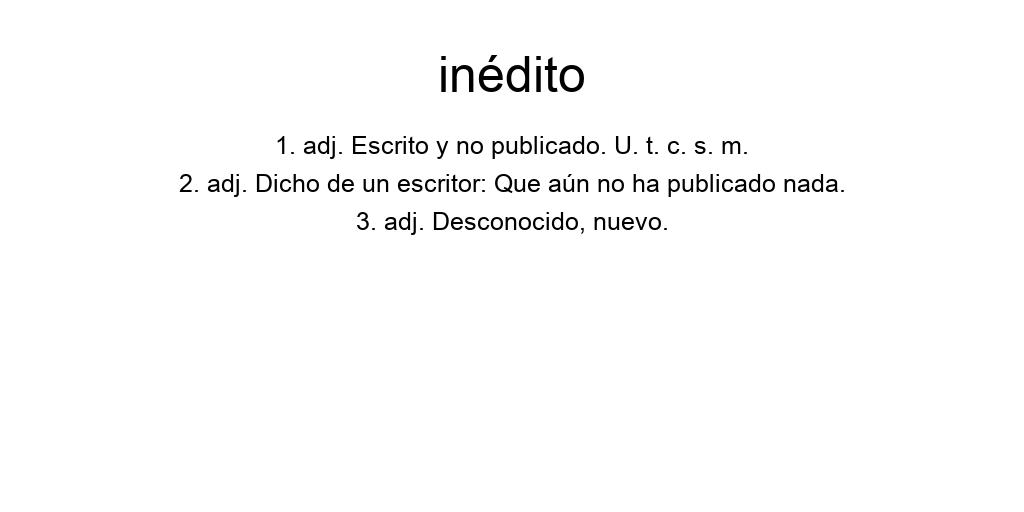 inédito
1. adj. Escrito y no publicado. U. t. c. s. m.
2. adj. Dicho de un escritor: Que aún no ha publicado nada.
3. adj. Desconocido, nuevo.